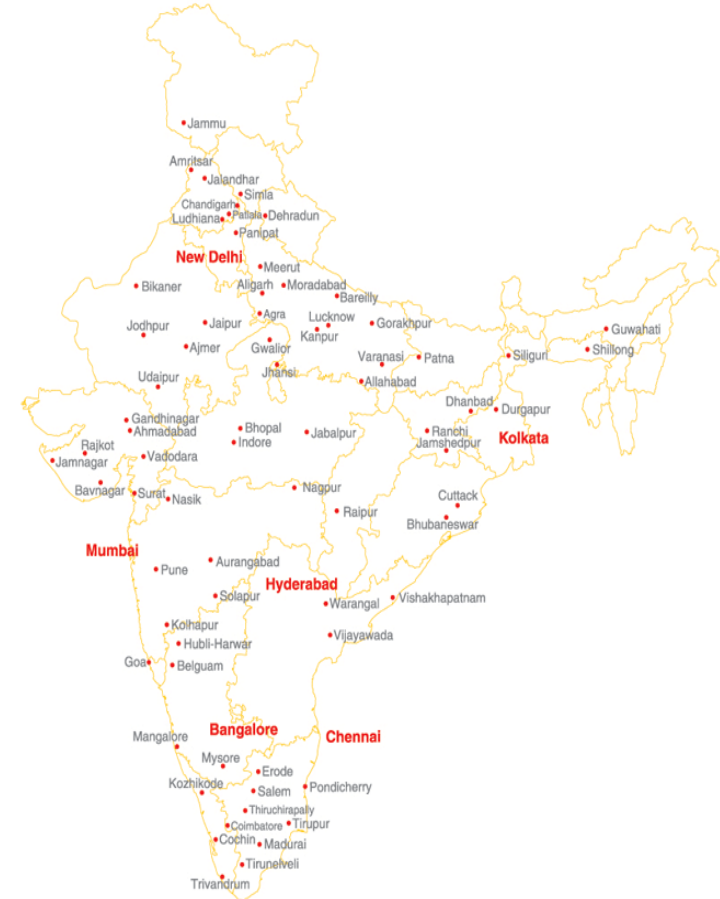 Jammu
Amritsar
Jalandhar
Simla
Chandigarh
Patiala
Dehradun
Ludhiana
Panipat
New Delhi
Meerut
Aligarh
Moradabad
Bikaner
Bareilly
Agra
Lucknow
Gorakhpur
Jodhpur
Jaipur
Kanpur
Guwahati
Ajmer
Gwalior
Varanasi
Patna
Siliguri
Shillong
Jhansi
Udaipur
Allahabad
Dhanbad
Durgapur
Gandhinagar
Ahmadabad
Bhopal
Jabalpur
Ranchi
Kolkata
Indore
Jamshedpur
Rajkot
Jamnagar
Vadodara
Bavnagar
Surat
Nasik
Nagpur
Cuttack
Raipur
Bhubaneswar
Mumbai
Aurangabad
Pune
Hyderabad
Solapur
Warangal
Vishakhapatnam
Kolhapur
Vijayawada
Hubli-Harwar
Goa
Belguam
Bangalore
Mangalore
Chennai
Mysore
Erode
Kozhikode
Salem
Pondicherry
Thiruchirapally
Coimbatore
Tirupur
Cochin
Madurai
Tirunelveli
Trivandrum